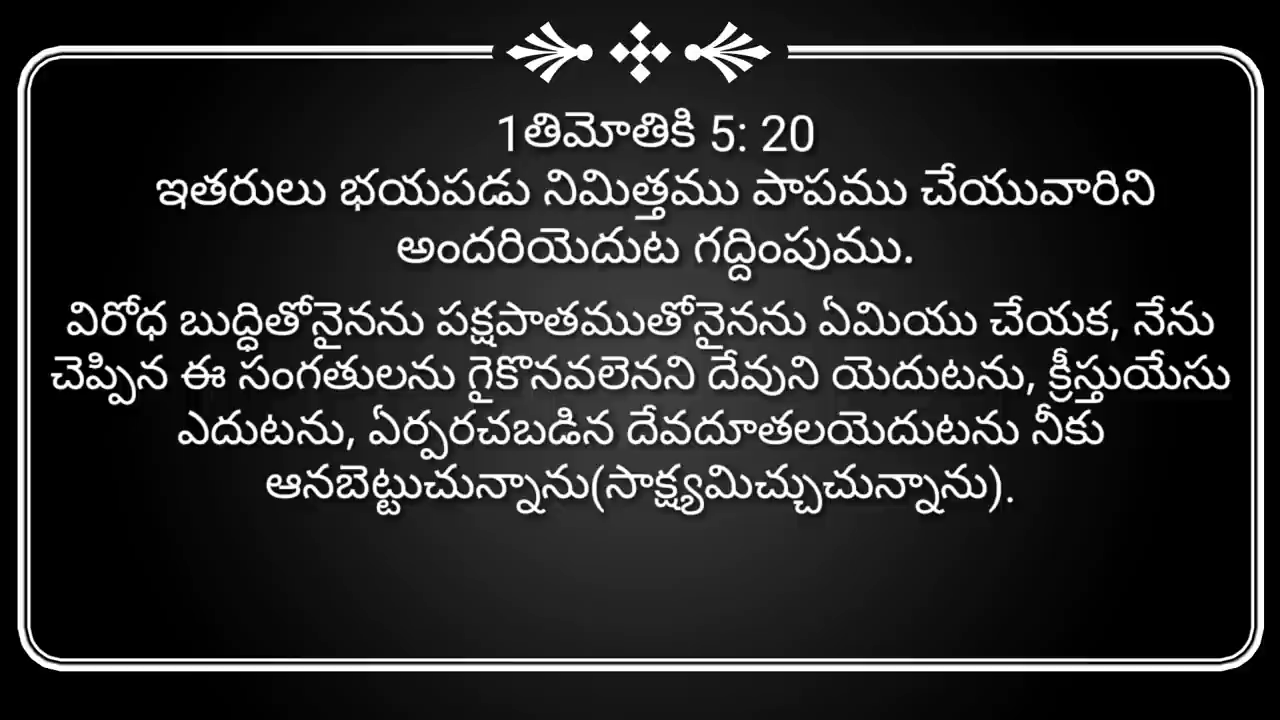 1తిమోతికి 5: 20
ఇతరులు భయపడు నిమిత్తము పాపము చేయువారిని
అందరియెదుట గద్దింపుము.
విరోధ బుద్ధితోనైనను పక్షపాతముతోనైనను ఏమియు చేయక, నేను
చెప్పిన ఈ సంగతులను గైకొనవలెనని దేవుని యెదుటను, క్రీస్తుయేసు
ఎదుటను, ఏర్పరచబడిన దేవదూతలయెదుటను నీకు
ఆనబెట్టుచున్నాను(సాక్ష్యమిచ్చుచున్నాను).